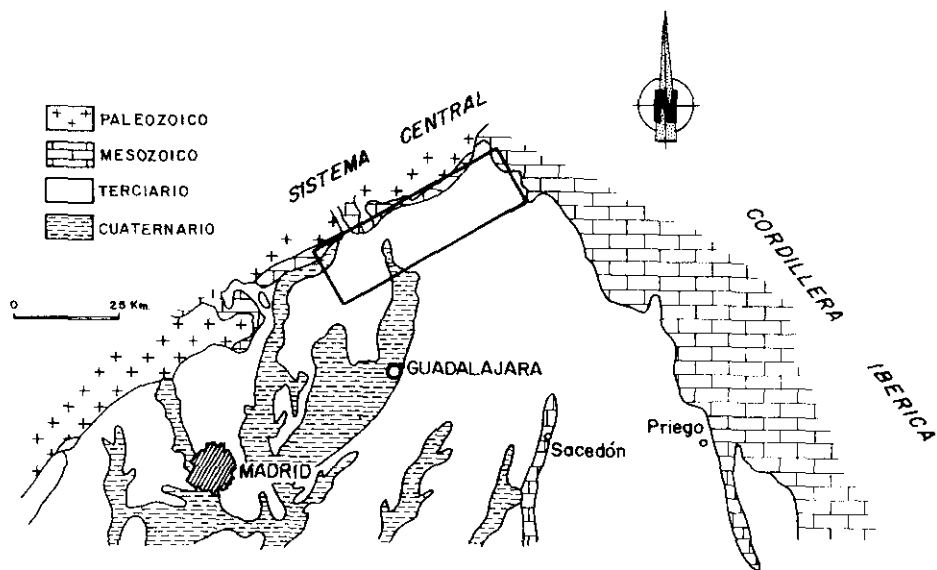 N
PALEOZOICO
MESOZOICO
TERCIARIO
CUATERNARIO
0 25 Km.
SISTEMA CENTRAL
CORDILLERA IBERICA
GUADALAJARA
MADRID
Sacedón
Priego